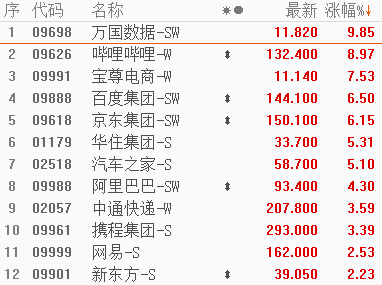 序 代码 名称 ☀● 最新 涨幅%↓
1 09698 万国数据-SW 11.820 9.85
2 09626 哔哩哔哩-W ⬍ 132.400 8.97
3 09991 宝尊电商-W 11.140 7.53
4 09888 百度集团-SW ⬍ 144.100 6.50
5 09618 京东集团-SW ⬍ 150.100 6.15
6 01179 华住集团-S 33.700 5.31
7 02518 汽车之家-S 58.700 5.10
8 09988 阿里巴巴-SW ⬍ 93.400 4.30
9 02057 中通快递-W 207.800 3.59
10 09961 携程集团-S 293.000 3.39
11 09999 网易-S 162.000 2.53
12 09901 新东方-S ⬍ 39.050 2.23